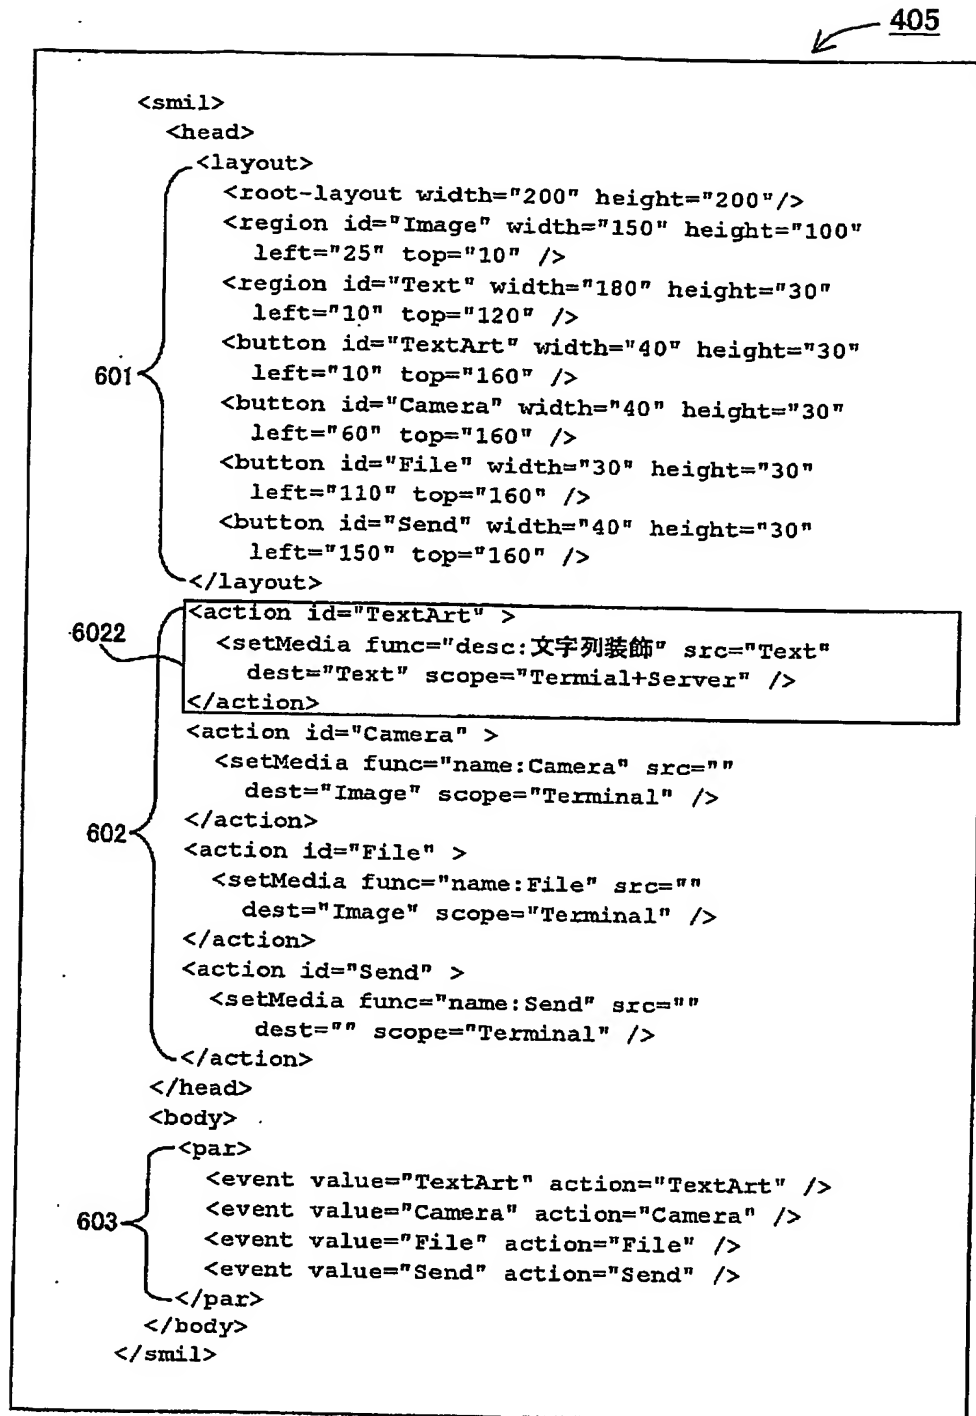 405
<smil>
<head>
<layout>
<root-layout width="200" height="200"/>
<region id="Image" width="150" height="100"
left="25" top="10" />
<region id="Text" width="180" height="30"
left="10" top="120" />
<button id="TextArt" width="40" height="30"
left="10" top="160" />
601
<button id="Camera" width="40" height="30"
left="60" top="160" />
<button id="File" width="30" height="30"
left="110" top="160" />
<button id="Send" width="40" height="30"
left="150" top="160" />
</layout>
<action id="TextArt" >
6022
<setMedia func="desc:文字列装飾" src="Text"
dest="Text" scope="Termial+Server" />
</action>
<action id="Camera" >
<setMedia func="name:Camera" src=""
dest="Image" scope="Terminal" />
</action>
602
<action id="File" >
<setMedia func="name:File" src=""
dest="Image" scope="Terminal" />
</action>
<action id="Send" >
<setMedia func="name:Send" src=""
dest="" scope="Terminal" />
</action>
</head>
<body>
<par>
<event value="TextArt" action="TextArt" />
603
<event value="Camera" action="Camera" />
<event value="File" action="File" />
<event value="Send" action="Send" />
</par>
</body>
</smil>